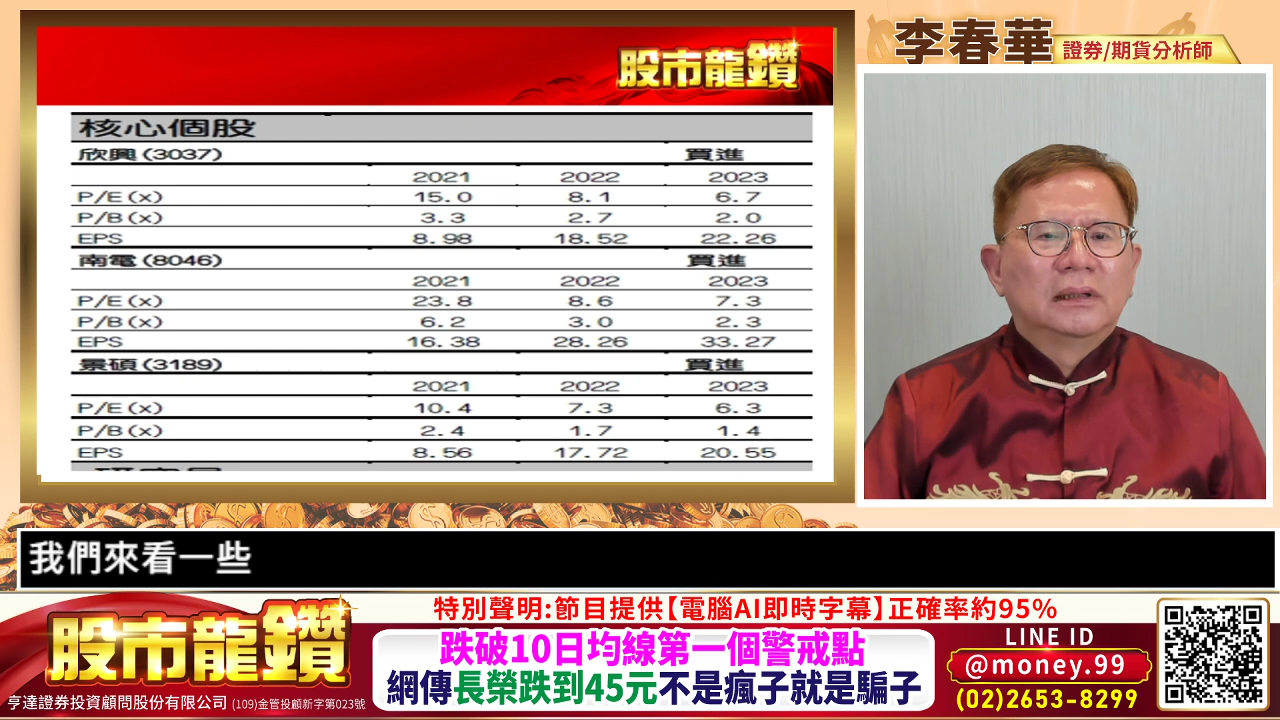 股市龍鑽
李春華
證券/期貨分析師
核心個股
欣興(3037) 買進
2021 2022 2023
P/E(x) 15.0 8.1 6.7
P/B(x) 3.3 2.7 2.0
EPS 8.98 18.52 22.26
南電(8046) 買進
2021 2022 2023
P/E(x) 23.8 8.6 7.3
P/B(x) 6.2 3.0 2.3
EPS 16.38 28.26 33.27
景碩(3189) 買進
2021 2022 2023
P/E(x) 10.4 7.3 6.3
P/B(x) 2.4 1.7 1.4
EPS 8.56 17.72 20.55
我們來看一些
特別聲明:節目提供【電腦AI即時字幕】正確率約95%
股市龍鑽
跌破10日均線第一個警戒點
網傳長榮跌到45元不是瘋子就是騙子
亨達證券投資顧問股份有限公司 (109)金管投顧新字第023號
LINE ID
@money.99
(02)2653-8299